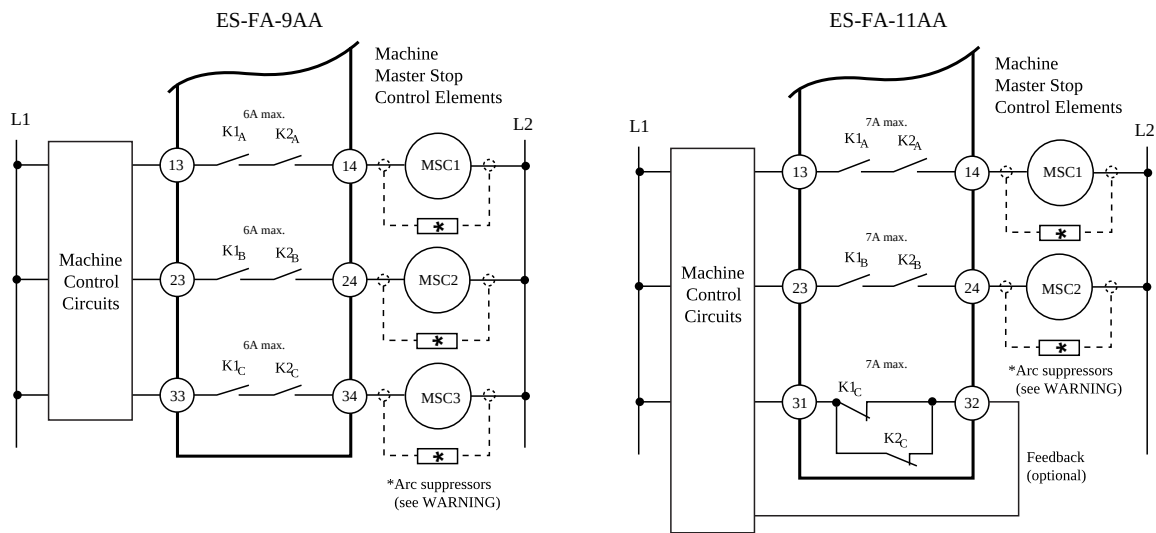 ES-FA-9AA
Machine
Master Stop
Control Elements
L1
L2
6A max.
K1A K2A
13
14
MSC1
*
6A max.
K1B K2B
Machine
Control
Circuits
23
24
MSC2
*
6A max.
K1C K2C
33
34
MSC3
*
*Arc suppressors
(see WARNING)
ES-FA-11AA
Machine
Master Stop
Control Elements
L1
L2
7A max.
K1A K2A
13
14
MSC1
*
7A max.
K1B K2B
Machine
Control
Circuits
23
24
MSC2
*
*Arc suppressors
(see WARNING)
7A max.
K1C
31
32
K2C
Feedback
(optional)